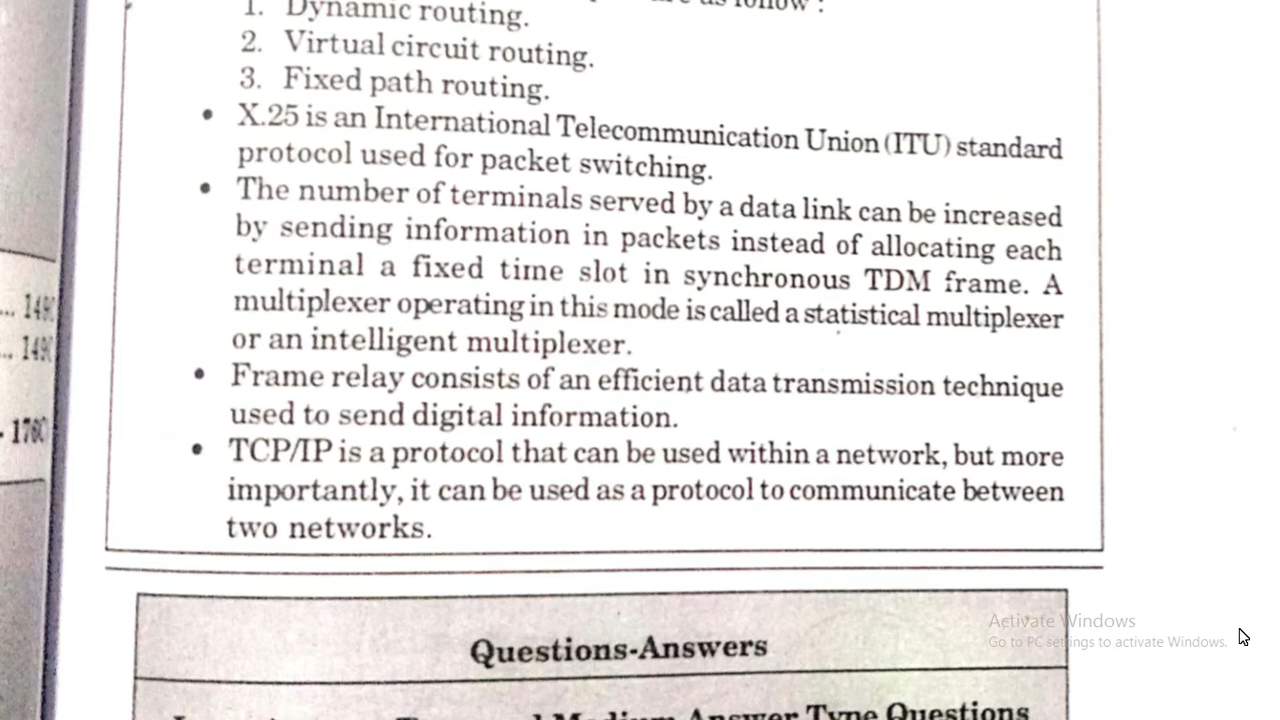 as follow :
1. Dynamic routing.
2. Virtual circuit routing.
3. Fixed path routing.
• X.25 is an International Telecommunication Union (ITU) standard
protocol used for packet switching.
• The number of terminals served by a data link can be increased
by sending information in packets instead of allocating each
terminal a fixed time slot in synchronous TDM frame. A
multiplexer operating in this mode is called a statistical multiplexer
or an intelligent multiplexer.
• Frame relay consists of an efficient data transmission technique
used to send digital information.
• TCP/IP is a protocol that can be used within a network, but more
importantly, it can be used as a protocol to communicate between
two networks.
Questions-Answers
Medium Answer Type Questions
Activate Windows
Go to PC settings to activate Windows.